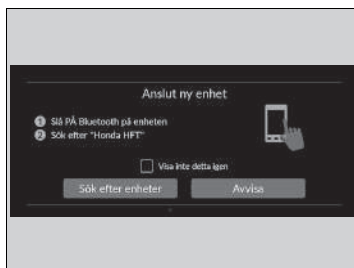 Anslut ny enhet
1 Slå PÅ Bluetooth på enheten
2 Sök efter "Honda HFT"
Visa inte detta igen
Sök efter enheter Avvisa